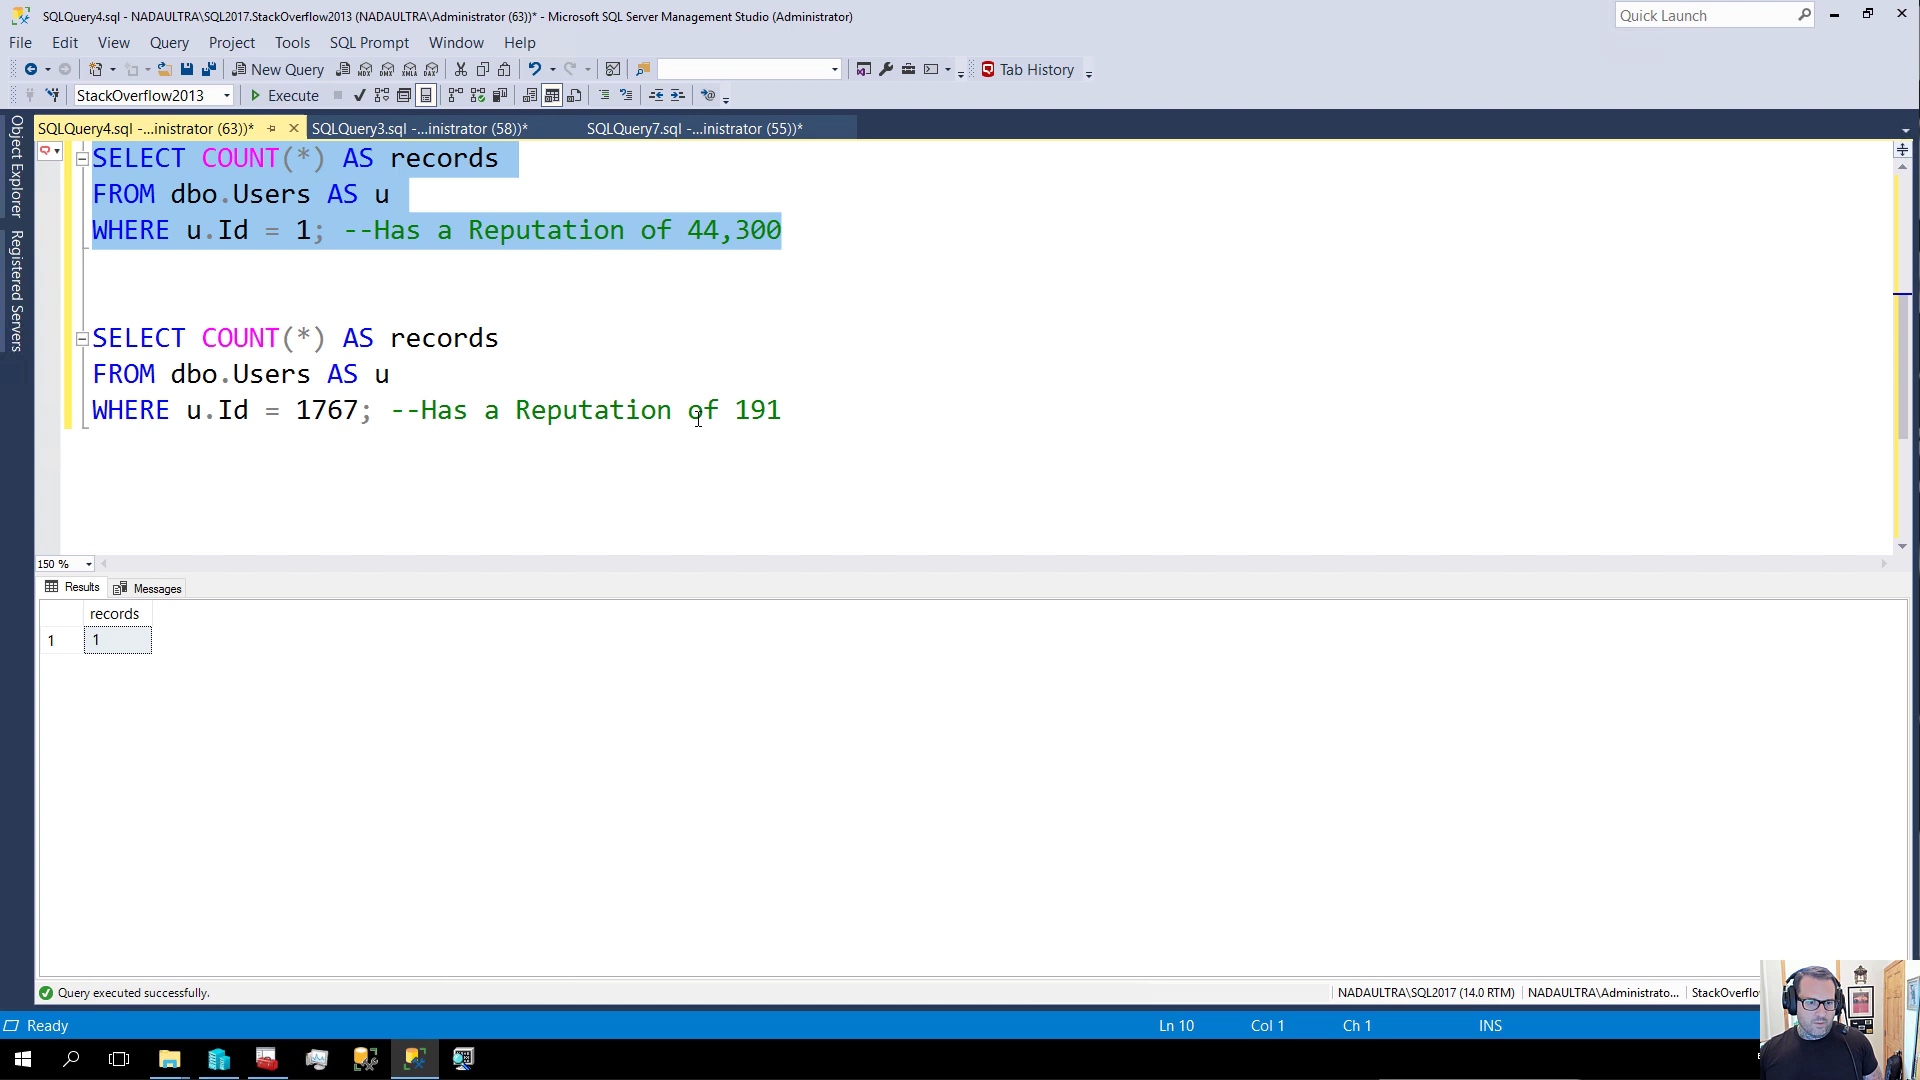 SQLQuery4.sql - NADAULTRA\SQL2017.StackOverflow2013 (NADAULTRA\Administrator (63))* - Microsoft SQL Server Management Studio (Administrator)
Quick Launch
File Edit View Query Project Tools SQL Prompt Window Help
New Query
MDX DMX XMLA DAX
Tab History
StackOverflow2013
Execute
SQLQuery4.sql -...inistrator (63))*
SQLQuery3.sql -...inistrator (58))*
SQLQuery7.sql -...inistrator (55))*
Object Explorer
Registered Servers
SELECT COUNT(*) AS records
FROM dbo.Users AS u
WHERE u.Id = 1; --Has a Reputation of 44,300
SELECT COUNT(*) AS records
FROM dbo.Users AS u
WHERE u.Id = 1767; --Has a Reputation of 191
150 %
Results
Messages
records
1 1
Query executed successfully.
NADAULTRA\SQL2017 (14.0 RTM)
NADAULTRA\Administrato...
StackOverflo
Ready
Ln 10
Col 1
Ch 1
INS